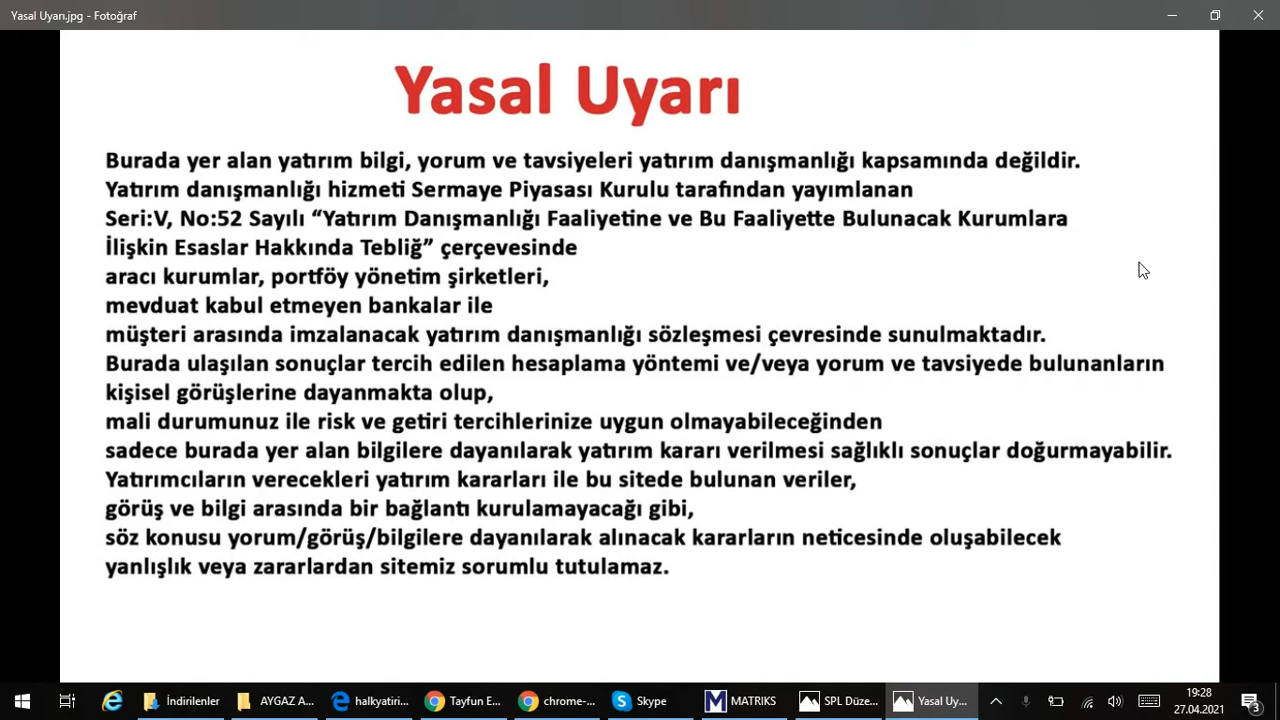 Yasal Uyarı.jpg - Fotoğraf
Yasal Uyarı
Burada yer alan yatırım bilgi, yorum ve tavsiyeleri yatırım danışmanlığı kapsamında değildir.
Yatırım danışmanlığı hizmeti Sermaye Piyasası Kurulu tarafından yayımlanan
Seri:V, No:52 Sayılı “Yatırım Danışmanlığı Faaliyetine ve Bu Faaliyette Bulunacak Kurumlara
İlişkin Esaslar Hakkında Tebliğ” çerçevesinde
aracı kurumlar, portföy yönetim şirketleri,
mevduat kabul etmeyen bankalar ile
müşteri arasında imzalanacak yatırım danışmanlığı sözleşmesi çevresinde sunulmaktadır.
Burada ulaşılan sonuçlar tercih edilen hesaplama yöntemi ve/veya yorum ve tavsiyede bulunanların
kişisel görüşlerine dayanmakta olup,
mali durumunuz ile risk ve getiri tercihlerinize uygun olmayabileceğinden
sadece burada yer alan bilgilere dayanılarak yatırım kararı verilmesi sağlıklı sonuçlar doğurmayabilir.
Yatırımcıların verecekleri yatırım kararları ile bu sitede bulunan veriler,
görüş ve bilgi arasında bir bağlantı kurulamayacağı gibi,
söz konusu yorum/görüş/bilgilere dayanılarak alınacak kararların neticesinde oluşabilecek
yanlışlık veya zararlardan sitemiz sorumlu tutulamaz.
İndirilenler AYGAZ A... halkyatiri... Tayfun E... chrome-... Skype MATRIKS SPL Düze... Yasal Uy... 19:28
27.04.2021 3